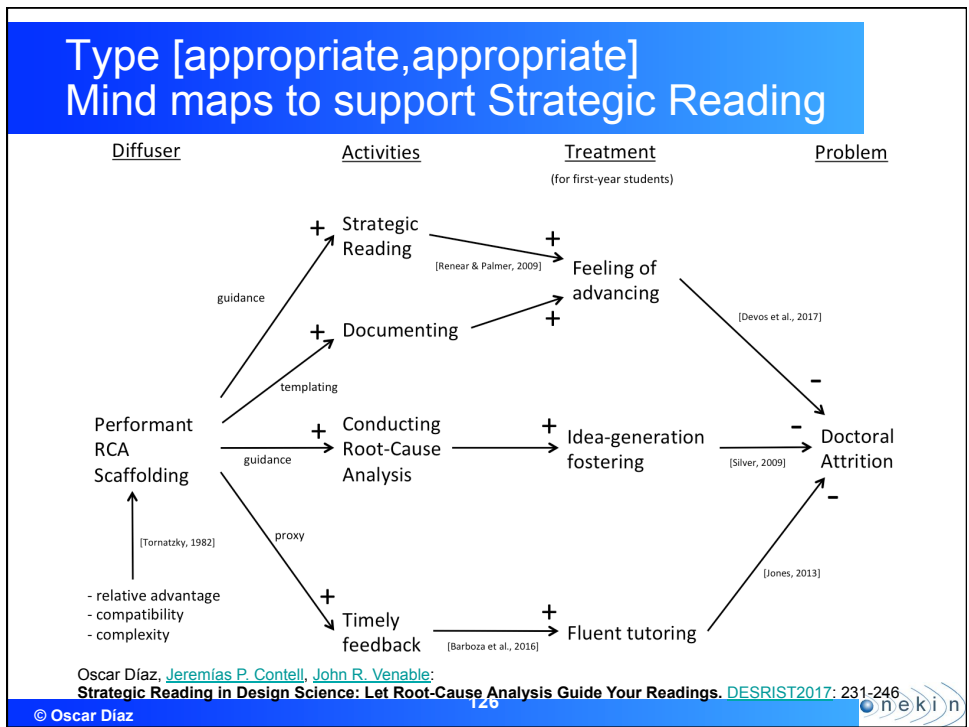 Type [appropriate,appropriate]
Mind maps to support Strategic Reading
Diffuser
Activities
Treatment
Problem
(for first-year students)
+
Strategic
Reading
[Renear & Palmer, 2009]
+
Feeling of
advancing
guidance
+
Documenting
+
[Devos et al., 2017]
templating
-
Performant
RCA
Scaffolding
guidance
+
Conducting
Root-Cause
Analysis
+
Idea-generation
fostering
[Silver, 2009]
-
Doctoral
Attrition
-
[Tornatzky, 1982]
proxy
[Jones, 2013]
- relative advantage
- compatibility
- complexity
+
Timely
feedback
[Barboza et al., 2016]
+
Fluent tutoring
Oscar Díaz, Jeremías P. Contell, John R. Venable:
Strategic Reading in Design Science: Let Root-Cause Analysis Guide Your Readings. DESRIST2017: 231-246
126
© Oscar Díaz
onekin